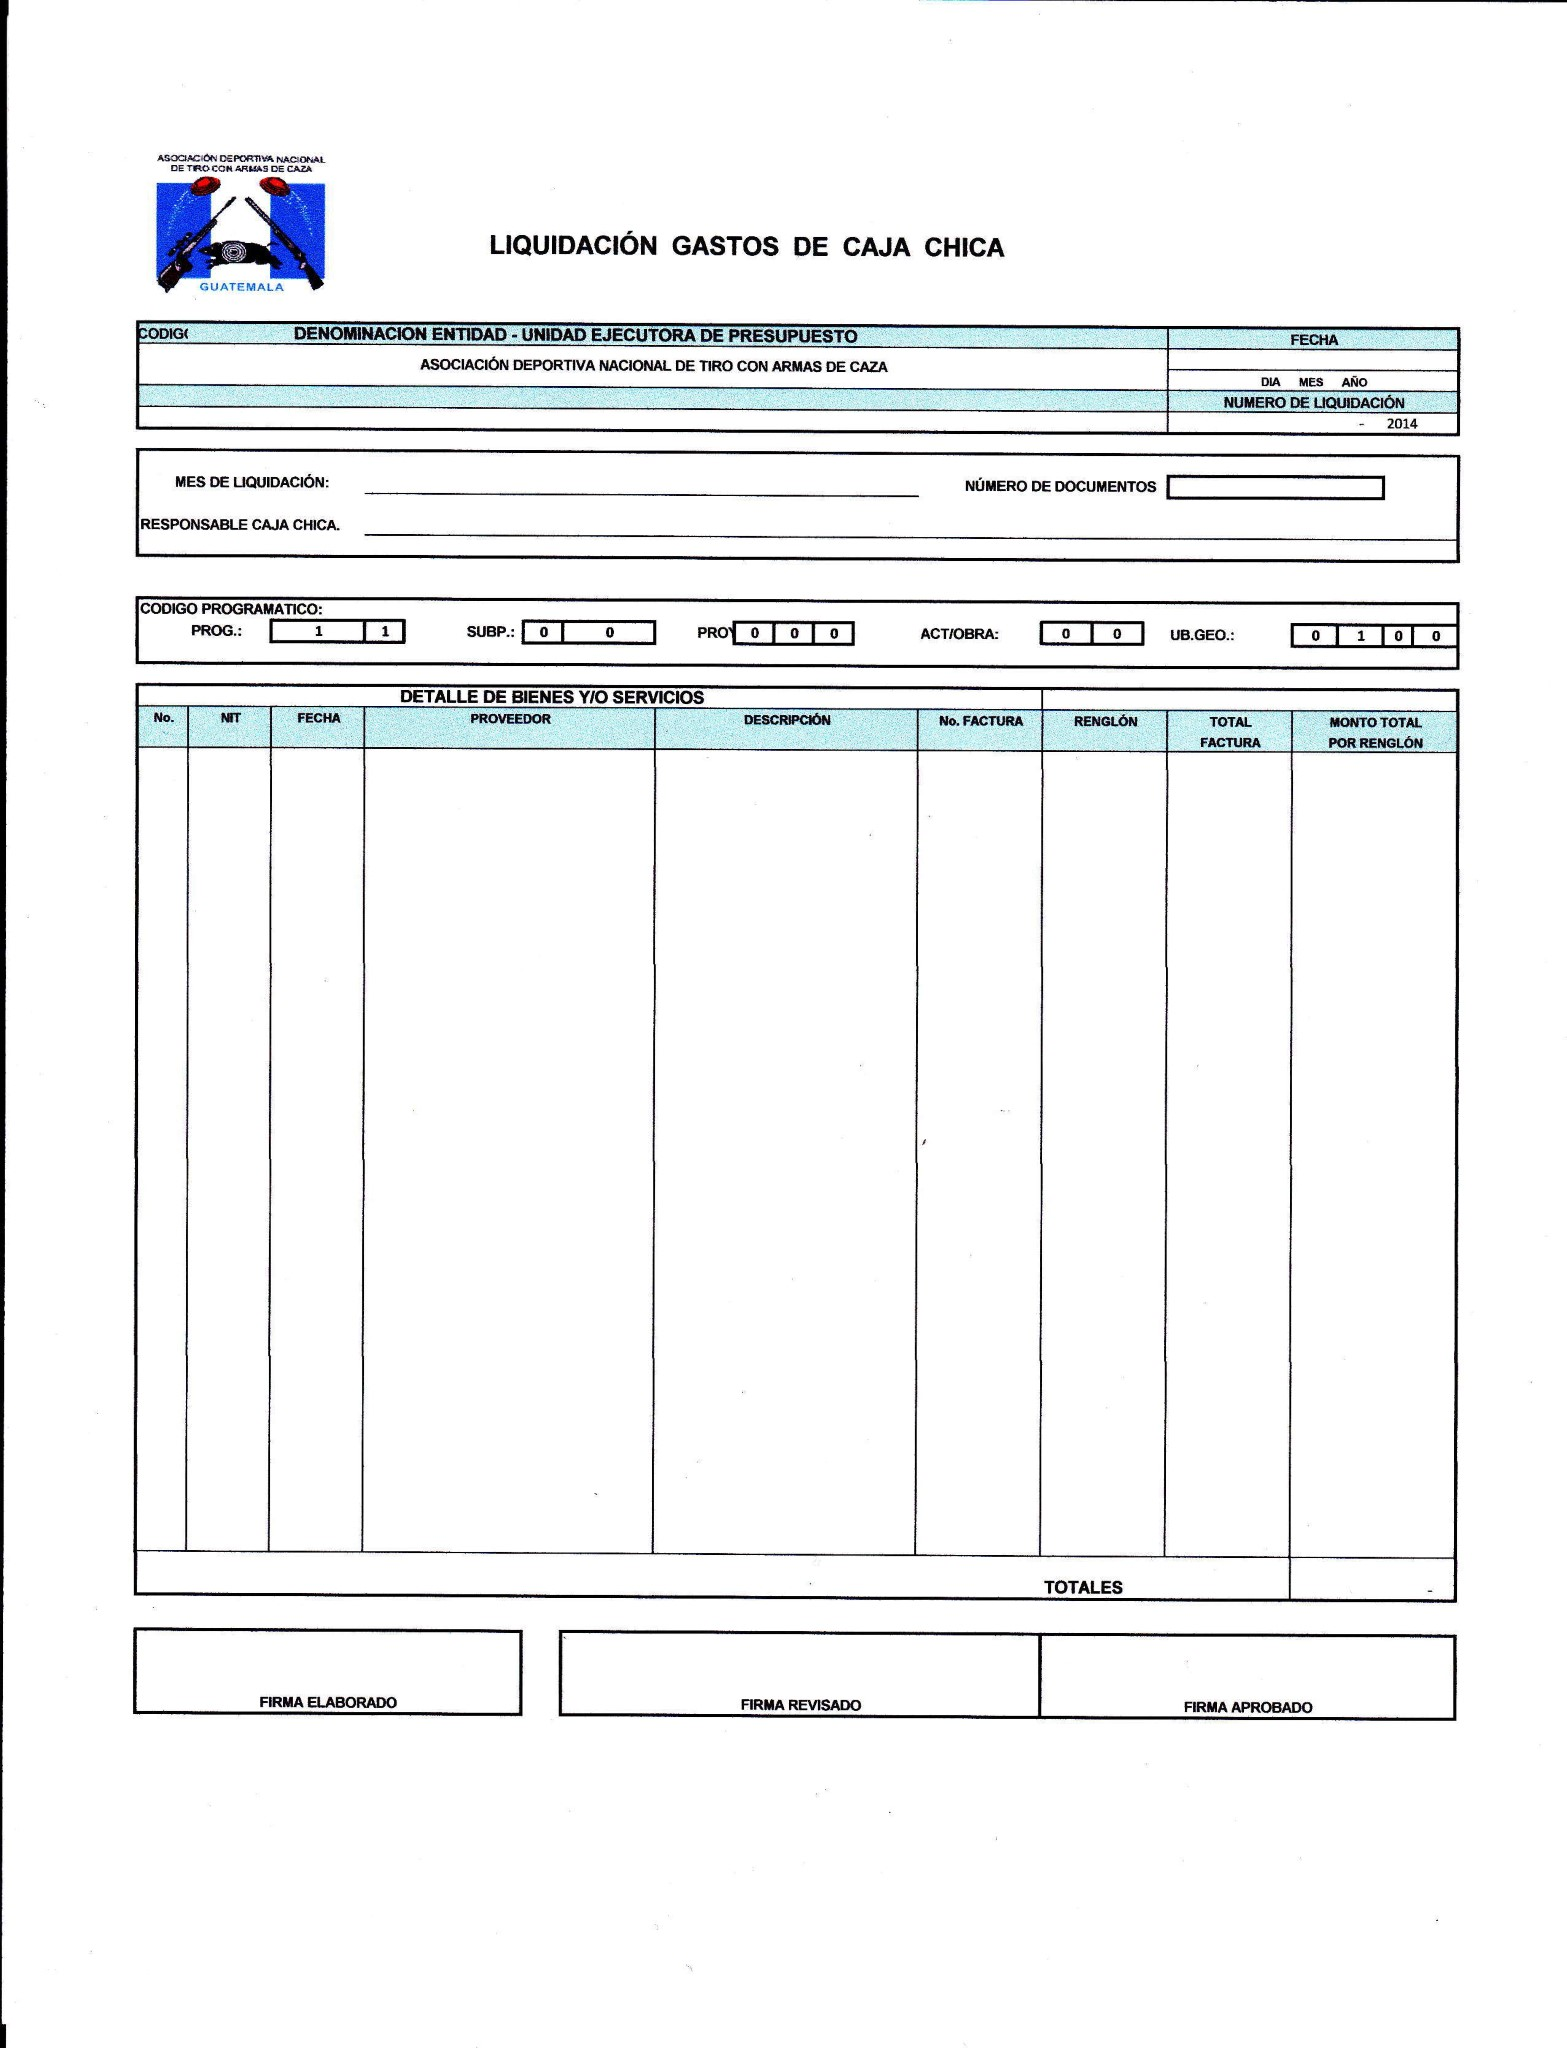 ASOCIACIÓN DEPORTIVA NACIONAL
DE TIRO CON ARMAS DE CAZA
GUATEMALA
LIQUIDACIÓN GASTOS DE CAJA CHICA
CODIG DENOMINACION ENTIDAD - UNIDAD EJECUTORA DE PRESUPUESTO FECHA
ASOCIACIÓN DEPORTIVA NACIONAL DE TIRO CON ARMAS DE CAZA
DIA MES AÑO
NUMERO DE LIQUIDACIÓN
- 2014
MES DE LIQUIDACIÓN: NÚMERO DE DOCUMENTOS
RESPONSABLE CAJA CHICA.
CODIGO PROGRAMATICO:
PROG.: 1 1 SUBP.: 0 0 PROY 0 0 0 ACT/OBRA: 0 0 UB.GEO.: 0 1 0 0
DETALLE DE BIENES Y/O SERVICIOS
No. NIT FECHA PROVEEDOR DESCRIPCIÓN No. FACTURA RENGLÓN TOTAL FACTURA MONTO TOTAL POR RENGLÓN
TOTALES -
FIRMA ELABORADO FIRMA REVISADO FIRMA APROBADO